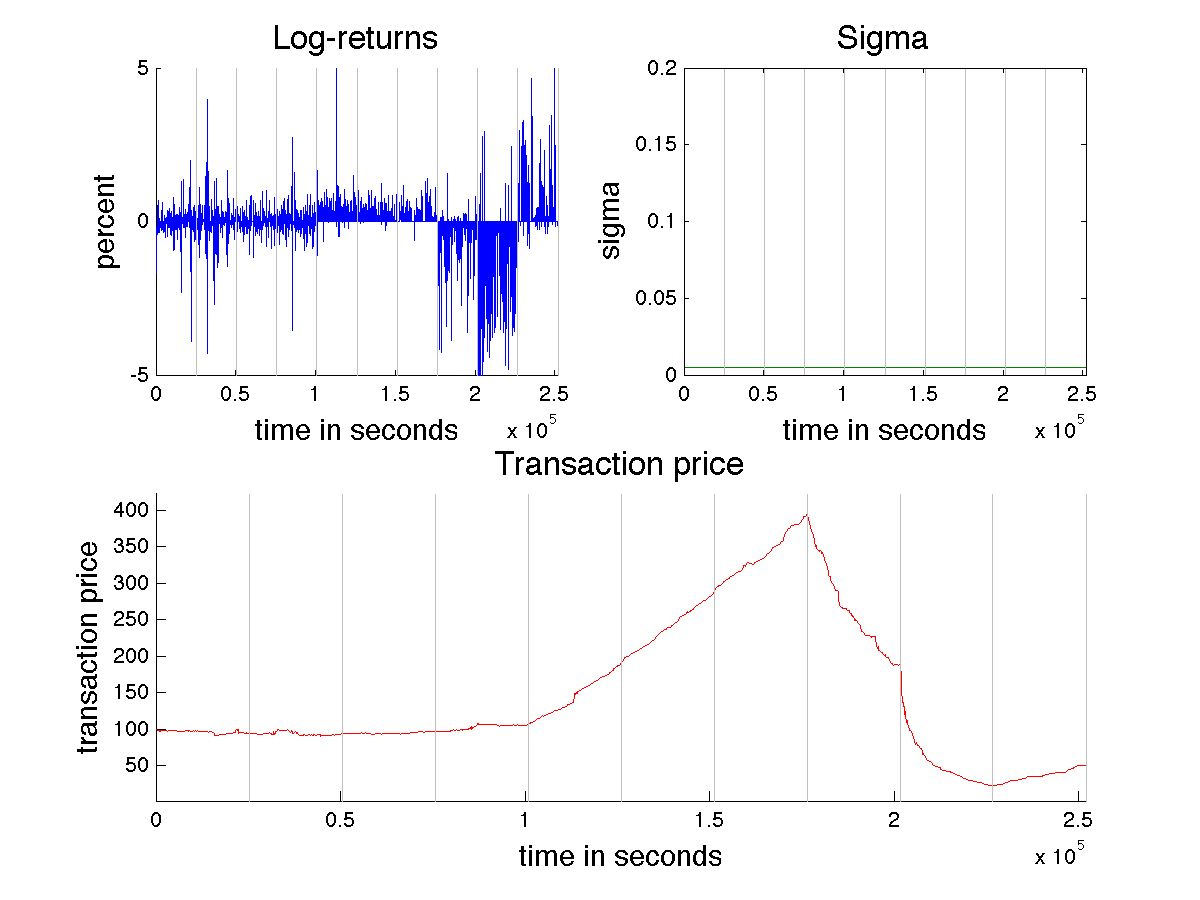 Log-returns
5
0
-5
percent
0 0.5 1 1.5 2 2.5
x 10^5
time in seconds
Sigma
0.2
0.15
0.1
0.05
0
sigma
0 0.5 1 1.5 2 2.5
x 10^5
time in seconds
Transaction price
400
350
300
250
200
150
100
50
transaction price
0 0.5 1 1.5 2 2.5
x 10^5
time in seconds